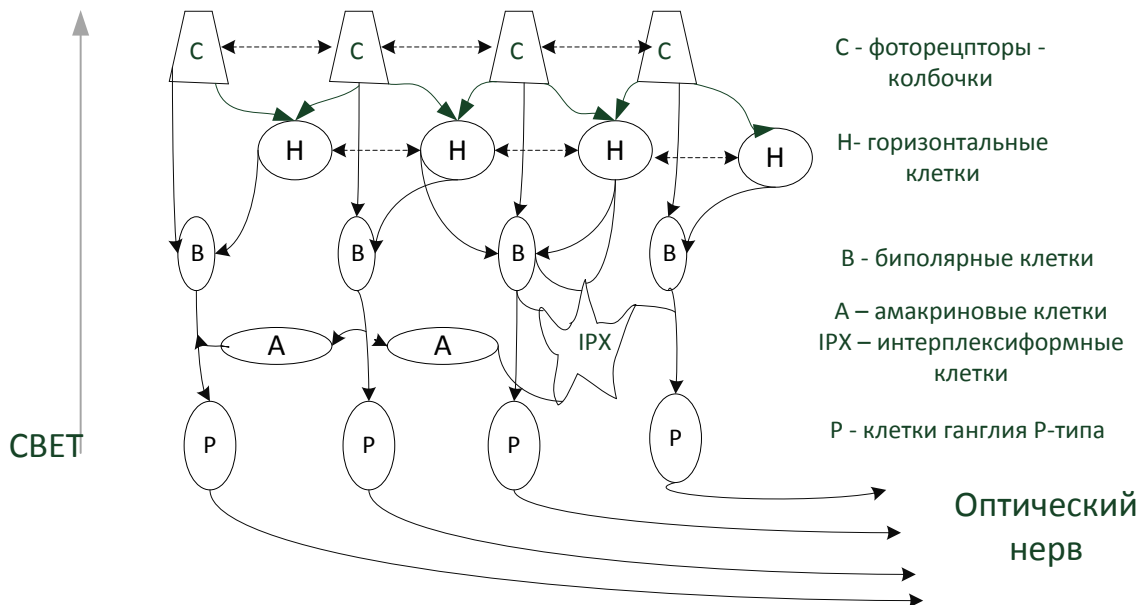 C C C C
С - фоторецпторы -
колбочки
H H H H
Н- горизонтальные
клетки
B B B B
В - биполярные клетки
А – амакриновые клетки
A A IPX
IPX – интерплексиформные
клетки
P P P P
Р - клетки ганглия Р-типа
СВЕТ
Оптический
нерв